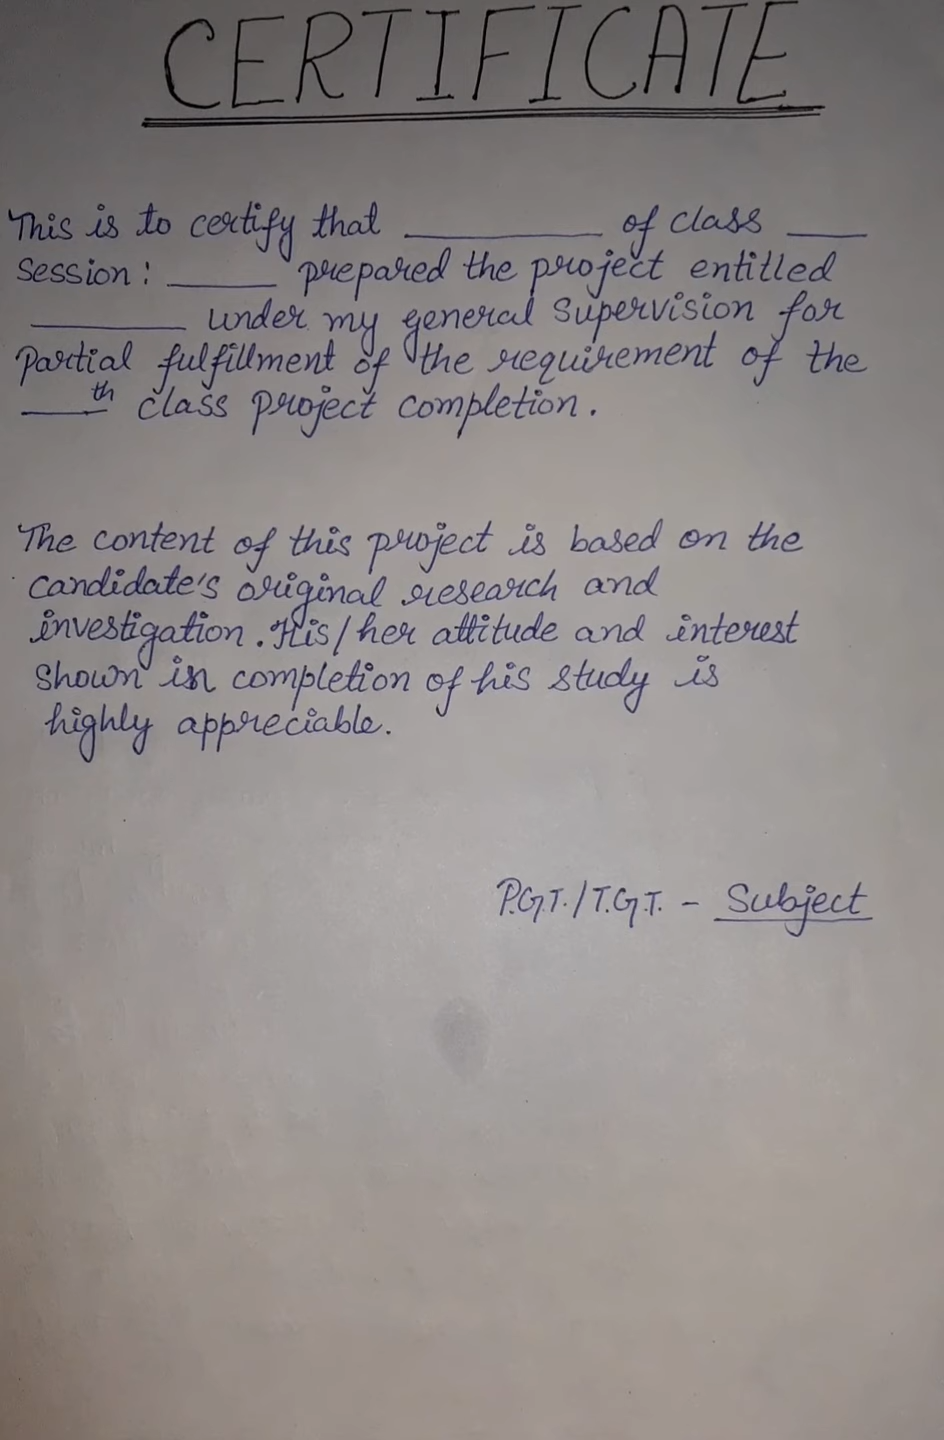 CERTIFICATE
This is to certify that __________ of class ____
Session: ______ prepared the project entitled
________ under my general Supervision for
Partial fulfillment of the requirement of the
____th class project completion.
The content of this project is based on the
candidate's original research and
investigation. His/her attitude and interest
shown in completion of his study is
highly appreciable.
P.G.T./T.G.T. - Subject